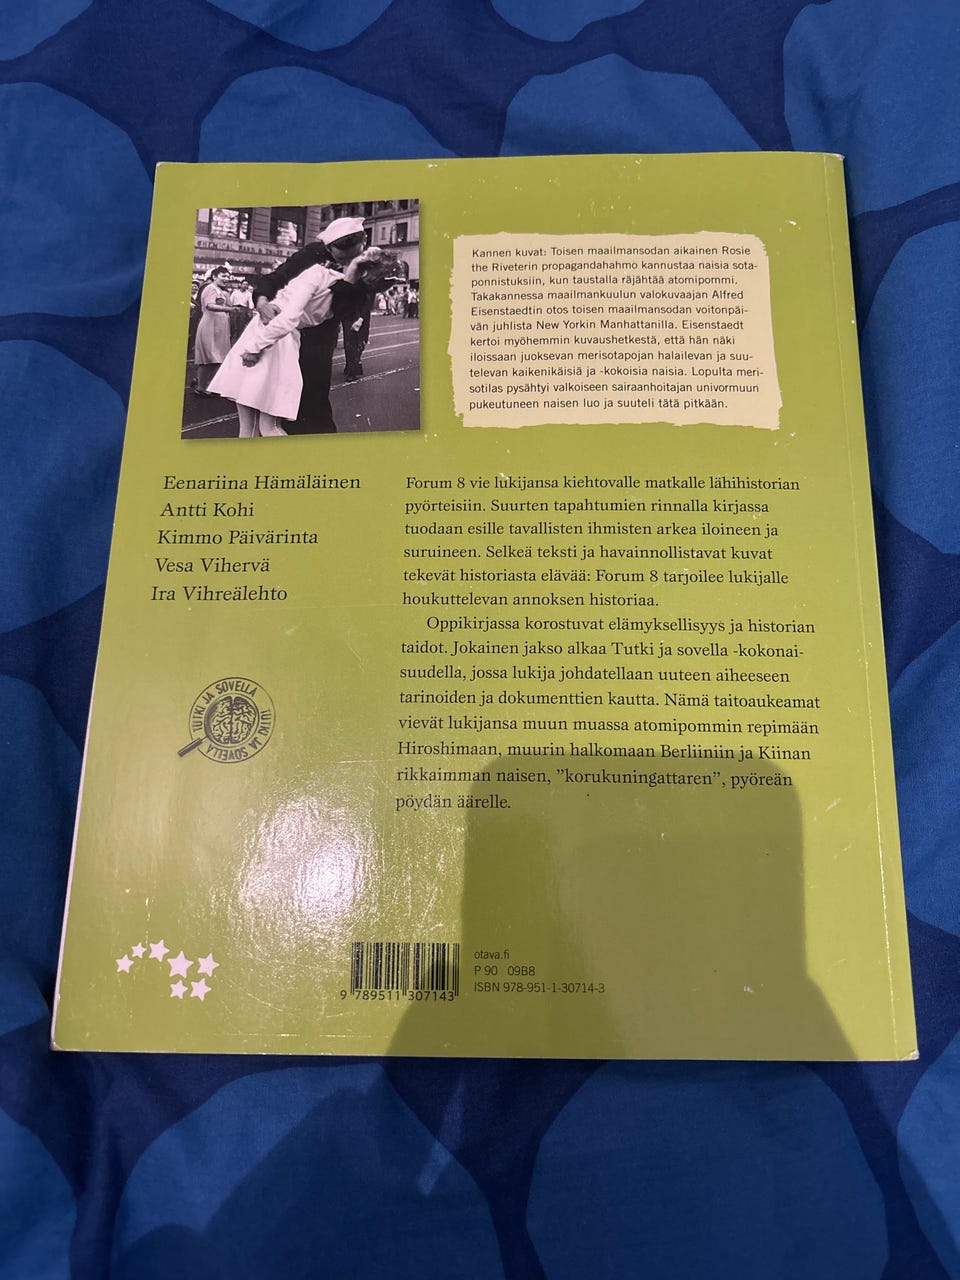 Kannen kuvat: Toisen maailmansodan aikainen Rosie
the Riveterin propagandahahmo kannustaa naisia sota-
ponnistuksiin, kun taustalla räjähtää atomipommi.
Takakannessa maailmankuulun valokuvaajan Alfred
Eisenstaedtin otos toisen maailmansodan voitonpäi-
vän juhlista New Yorkin Manhattanilla. Eisenstaedt
kertoi myöhemmin kuvaushetkestä, että hän näki
iloissaan juoksevan merisotapojan halailevan ja suu-
televan kaikenikäisiä ja -kokoisia naisia. Lopulta meri-
sotilas pysähtyi valkoiseen sairaanhoitajan univormuun
pukeutuneen naisen luo ja suuteli tätä pitkään.
Eenariina Hämäläinen
Antti Kohi
Kimmo Päivärinta
Vesa Vihervä
Ira Vihreälehto
Forum 8 vie lukijansa kiehtovalle matkalle lähihistorian
pyörteisiin. Suurten tapahtumien rinnalla kirjassa
tuodaan esille tavallisten ihmisten arkea iloineen ja
suruineen. Selkeä teksti ja havainnollistavat kuvat
tekevät historiasta elävää: Forum 8 tarjoilee lukijalle
houkuttelevan annoksen historiaa.
Oppikirjassa korostuvat elämyksellisyys ja historian
taidot. Jokainen jakso alkaa Tutki ja sovella -kokonai-
suudella, jossa lukija johdatellaan uuteen aiheeseen
tarinoiden ja dokumenttien kautta. Nämä taitoaukeamat
vievät lukijansa muun muassa atomipommin repimään
Hiroshimaan, muurin halkomaan Berliiniin ja Kiinan
rikkaimman naisen, ”korukuningattaren”, pyöreän
pöydän äärelle.
TUTKI JA SOVELLA TUTKI JA SOVELLA
9 789511 307143
otava.fi
P 90 09B8
ISBN 978-951-1-30714-3